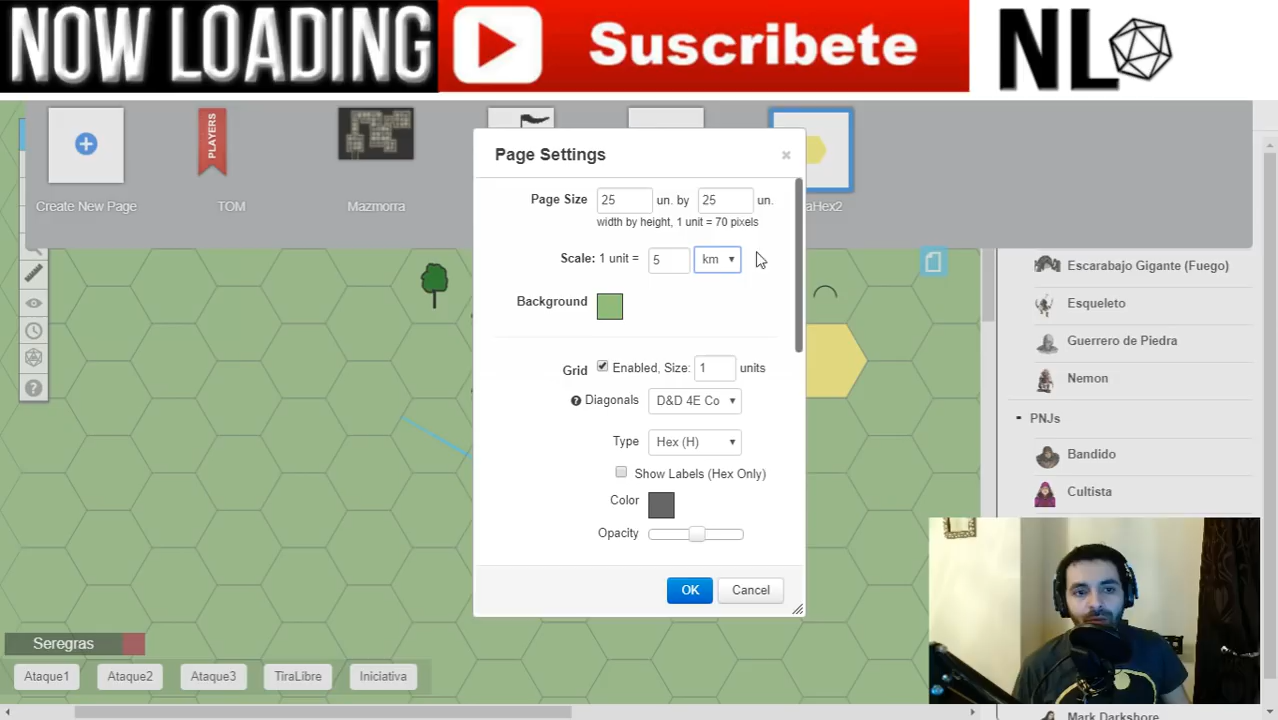 NOW LOADING
Suscribete
NL
PLAYERS
Create New Page
TOM
Mazmorra
aHex2
Page Settings
×
Page Size 25 un. by 25 un.
width by height, 1 unit = 70 pixels
Scale: 1 unit = 5 km
Background
Grid Enabled, Size: 1 units
Diagonals D&D 4E Co
Type Hex (H)
Show Labels (Hex Only)
Color
Opacity
OK
Cancel
Escarabajo Gigante (Fuego)
Esqueleto
Guerrero de Piedra
Nemon
- PNJs
Bandido
Cultista
Mark Darkshore
Seregras
Ataque1
Ataque2
Ataque3
TiraLibre
Iniciativa